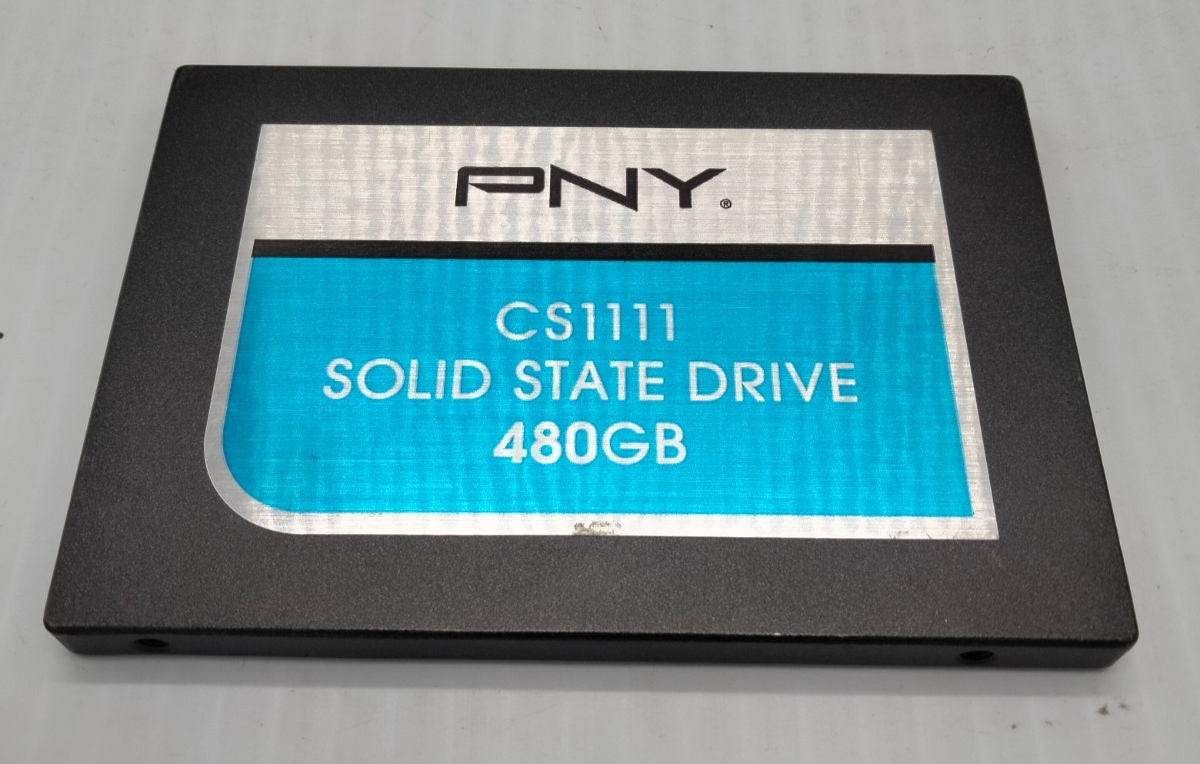 PNY®
CS1111
SOLID STATE DRIVE
480GB